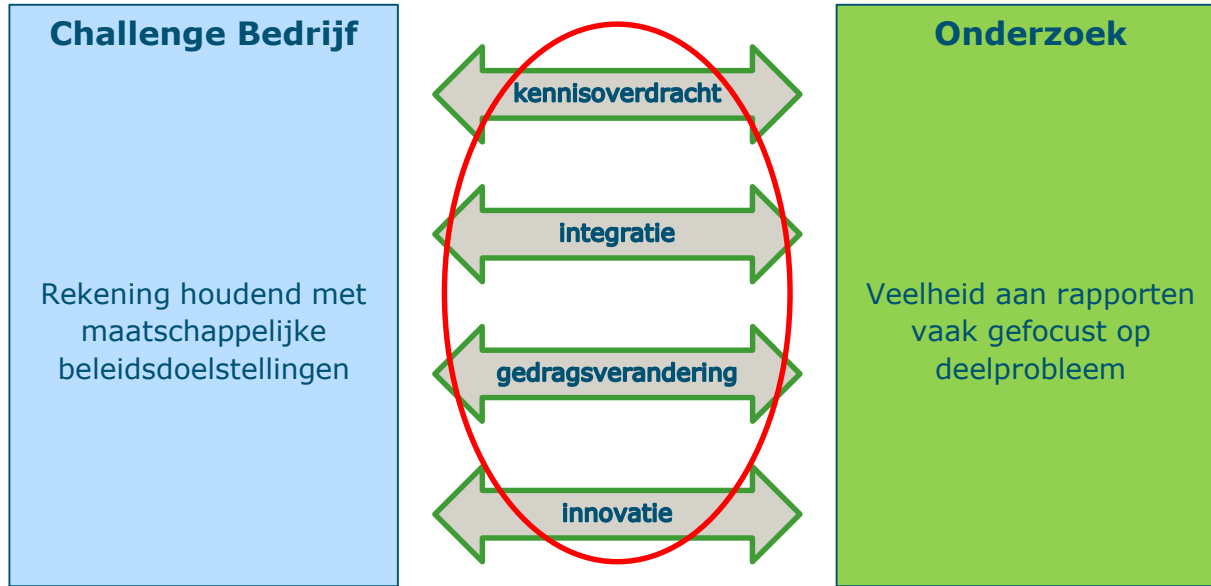 Challenge Bedrijf
Rekening houdend met
maatschappelijke
beleidsdoelstellingen
kennisoverdracht
integratie
gedragsverandering
innovatie
Onderzoek
Veelheid aan rapporten
vaak gefocust op
deelprobleem